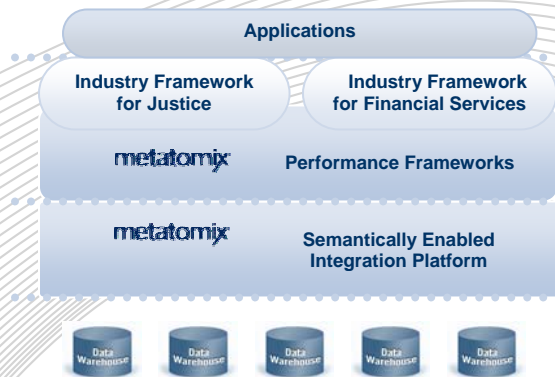 Applications
Industry Framework
for Justice
Industry Framework
for Financial Services
metatomix
Performance Frameworks
metatomix
Semantically Enabled
Integration Platform
Data
Warehouse
Data
Warehouse
Data
Warehouse
Data
Warehouse
Data
Warehouse